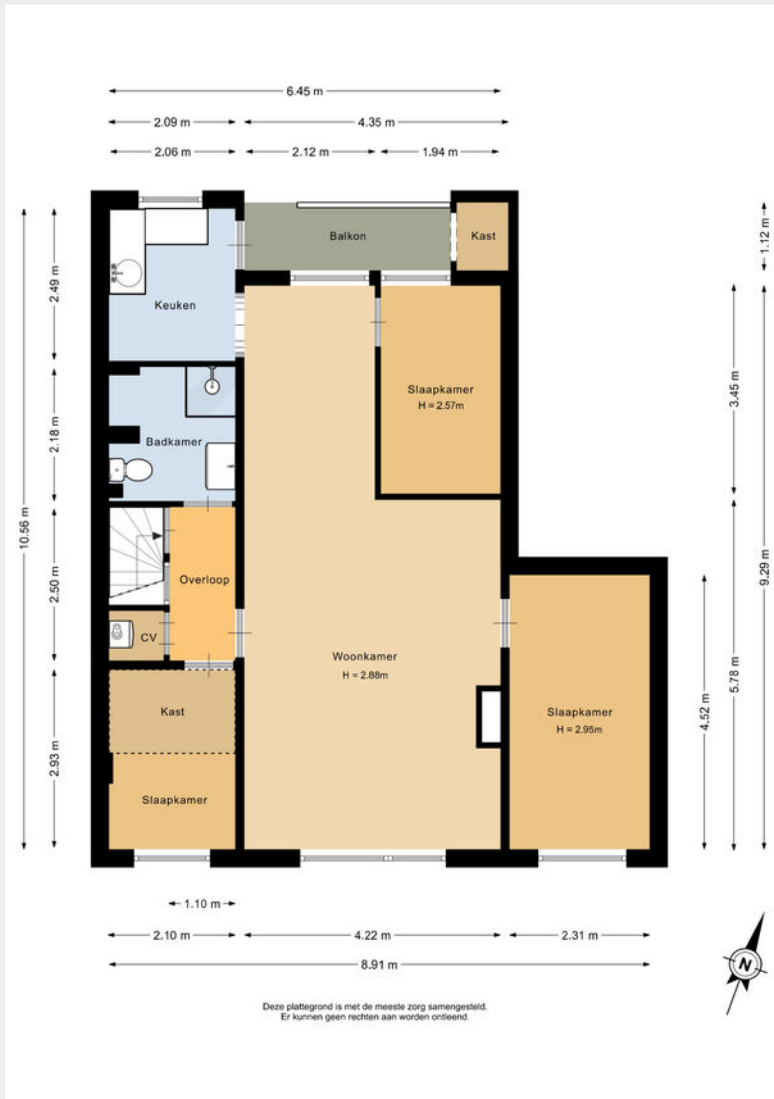 6.45 m
2.09 m
4.35 m
2.06 m
2.12 m
1.94 m
Balkon
Kast
1.12 m
2.49 m
Keuken
3.45 m
Slaapkamer
H = 2.57m
2.18 m
Badkamer
10.56 m
9.29 m
2.50 m
Overloop
CV
Woonkamer
H = 2.88m
5.78 m
4.52 m
Kast
Slaapkamer
H = 2.95m
2.93 m
Slaapkamer
1.10 m
2.10 m
4.22 m
2.31 m
8.91 m
N
Deze plattegrond is met de meeste zorg samengesteld.
Er kunnen geen rechten aan worden ontleend.